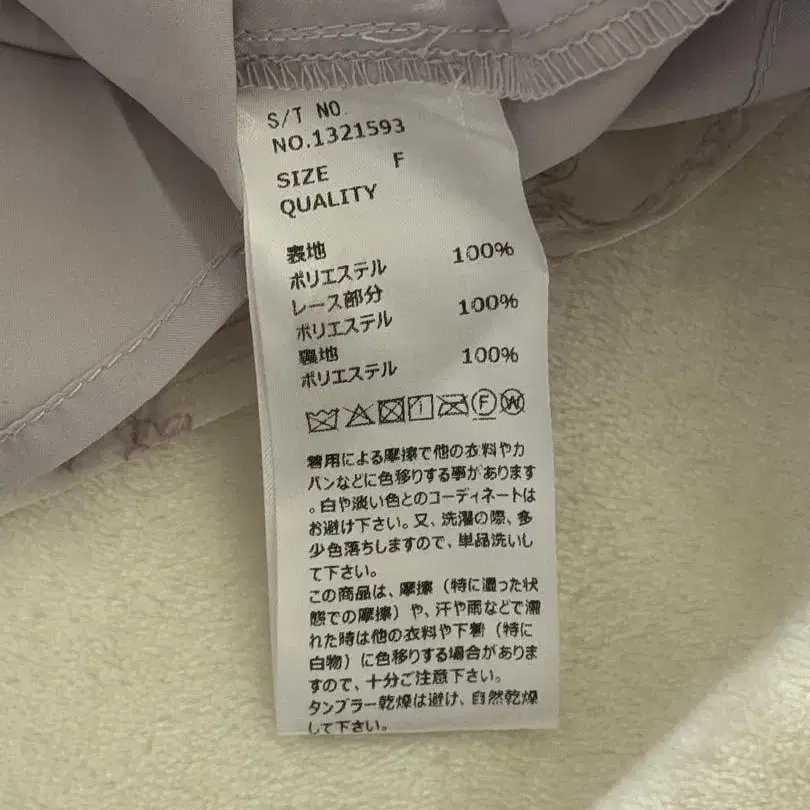 S/T NO.
NO.1321593
SIZE F
QUALITY
表地
ポリエステル 100%
レース部分
ポリエステル 100%
裏地
ポリエステル 100%
F W
着用による摩擦で他の衣料やカ
バンなどに色移りする事があります
。白や淡い色とのコーディネートは
お避け下さい。又、洗濯の際、多
少色落ちしますので、単品洗いし
て下さい。
この商品は、摩擦（特に湿った状
態での摩擦）や、汗や雨などで濡
れた時は他の衣料や下着（特に
白物）に色移りする場合がありま
すので、十分ご注意下さい。
タンブラー乾燥は避け、自然乾燥
して下さい。